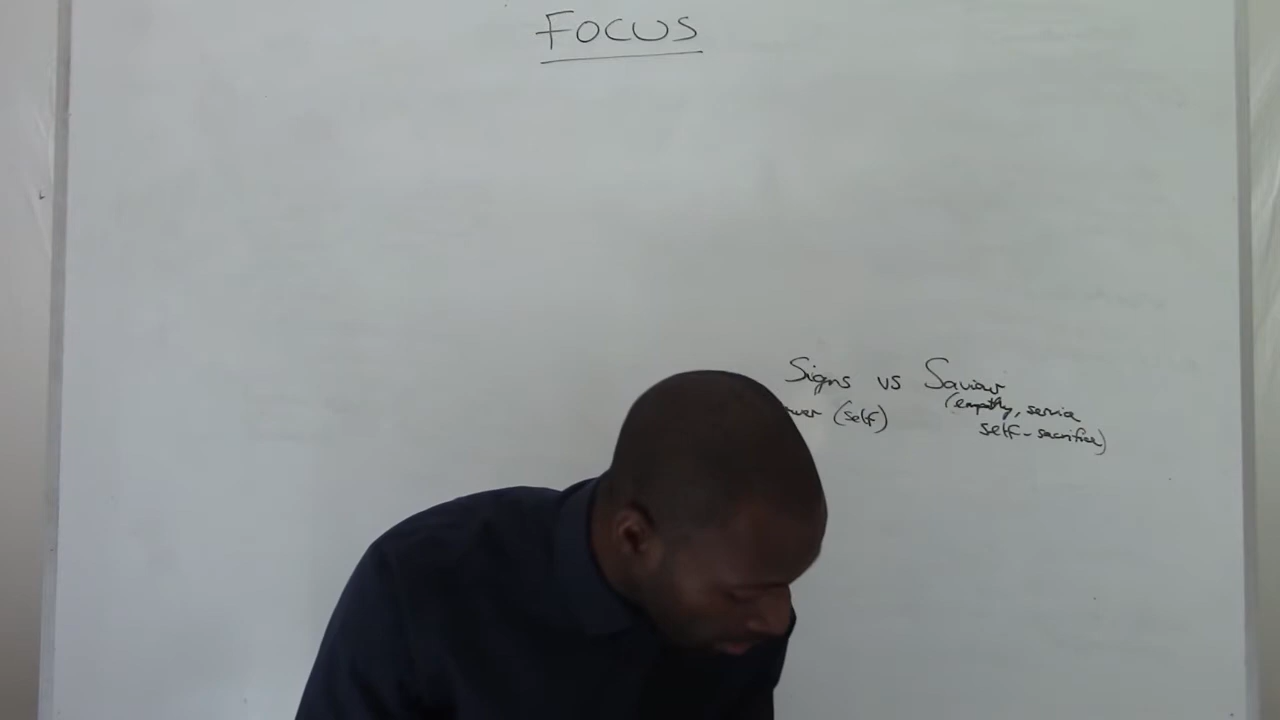 FOCUS
Signs vs Saviour
(self) (empathy, service
self-sacrifice)